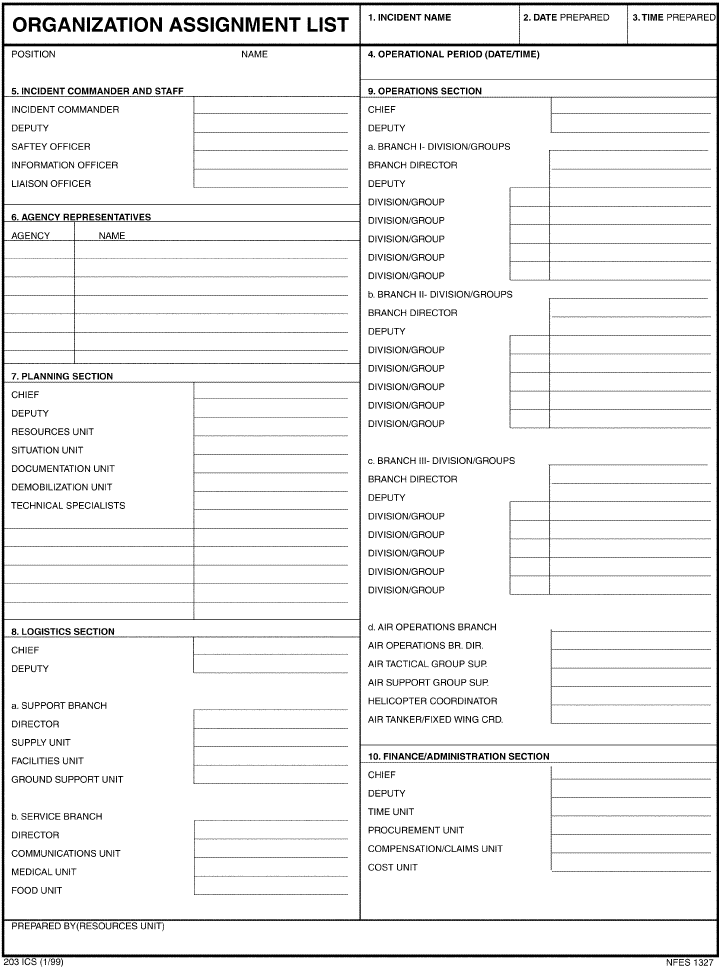 ORGANIZATION ASSIGNMENT LIST
1. INCIDENT NAME
2. DATE PREPARED
3. TIME PREPARED
POSITION NAME
4. OPERATIONAL PERIOD (DATE/TIME)
5. INCIDENT COMMANDER AND STAFF
INCIDENT COMMANDER
DEPUTY
SAFTEY OFFICER
INFORMATION OFFICER
LIAISON OFFICER
6. AGENCY REPRESENTATIVES
AGENCY NAME
7. PLANNING SECTION
CHIEF
DEPUTY
RESOURCES UNIT
SITUATION UNIT
DOCUMENTATION UNIT
DEMOBILIZATION UNIT
TECHNICAL SPECIALISTS
8. LOGISTICS SECTION
CHIEF
DEPUTY
a. SUPPORT BRANCH
DIRECTOR
SUPPLY UNIT
FACILITIES UNIT
GROUND SUPPORT UNIT
b. SERVICE BRANCH
DIRECTOR
COMMUNICATIONS UNIT
MEDICAL UNIT
FOOD UNIT
9. OPERATIONS SECTION
CHIEF
DEPUTY
a. BRANCH I- DIVISION/GROUPS
BRANCH DIRECTOR
DEPUTY
DIVISION/GROUP
DIVISION/GROUP
DIVISION/GROUP
DIVISION/GROUP
DIVISION/GROUP
b. BRANCH II- DIVISION/GROUPS
BRANCH DIRECTOR
DEPUTY
DIVISION/GROUP
DIVISION/GROUP
DIVISION/GROUP
DIVISION/GROUP
DIVISION/GROUP
c. BRANCH III- DIVISION/GROUPS
BRANCH DIRECTOR
DEPUTY
DIVISION/GROUP
DIVISION/GROUP
DIVISION/GROUP
DIVISION/GROUP
DIVISION/GROUP
d. AIR OPERATIONS BRANCH
AIR OPERATIONS BR. DIR.
AIR TACTICAL GROUP SUP.
AIR SUPPORT GROUP SUP.
HELICOPTER COORDINATOR
AIR TANKER/FIXED WING CRD.
10. FINANCE/ADMINISTRATION SECTION
CHIEF
DEPUTY
TIME UNIT
PROCUREMENT UNIT
COMPENSATION/CLAIMS UNIT
COST UNIT
PREPARED BY(RESOURCES UNIT)
203 ICS (1/99)
NFES 1327